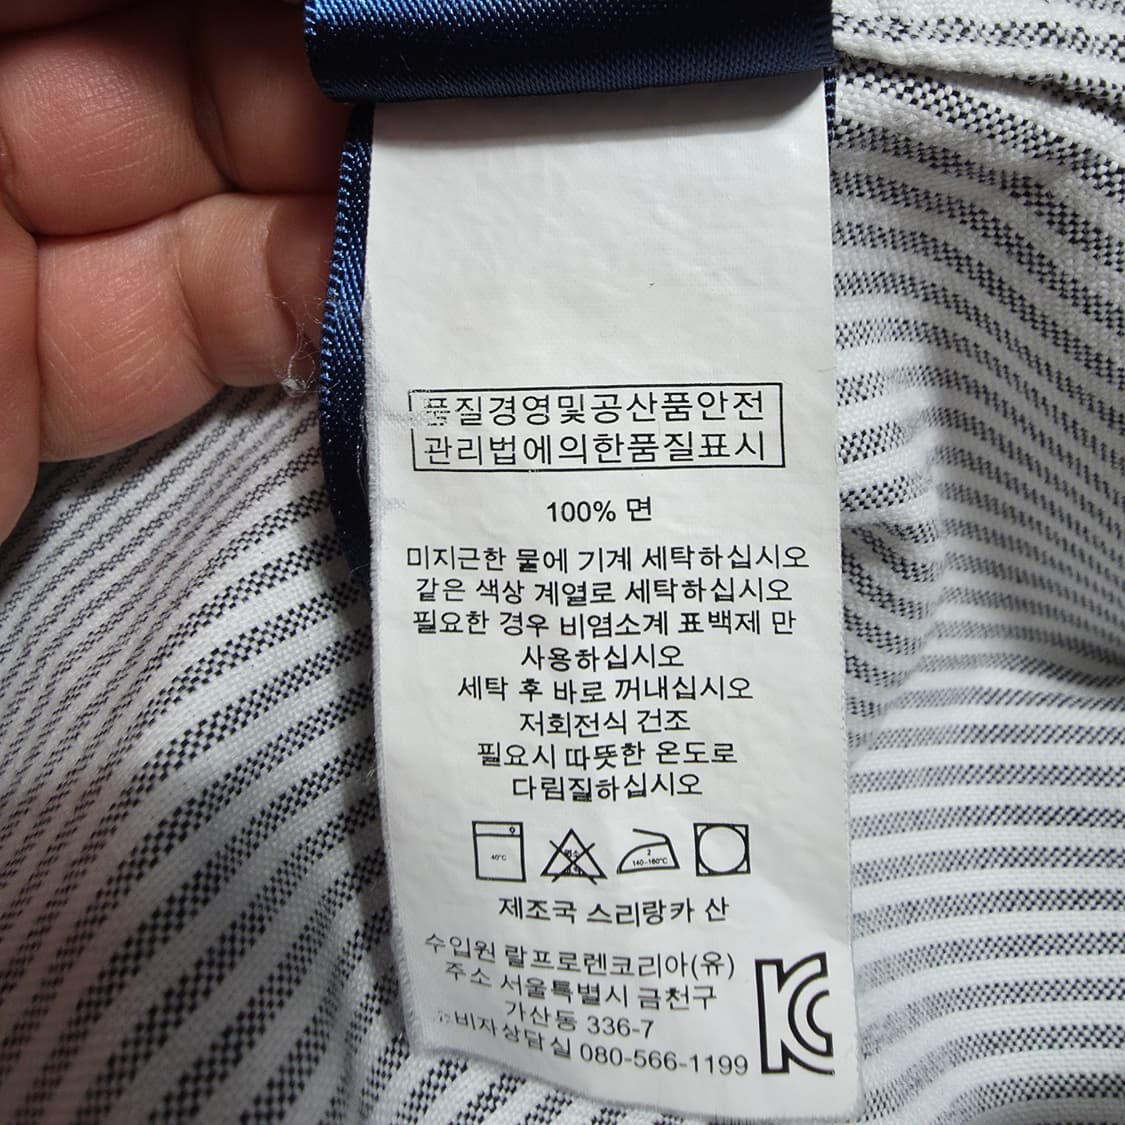 품질경영및공산품안전
관리법에의한품질표시
100% 면
미지근한 물에 기계 세탁하십시오
같은 색상 계열로 세탁하십시오
필요한 경우 비염소계 표백제 만
사용하십시오
세탁 후 바로 꺼내십시오
저회전식 건조
필요시 따뜻한 온도로
다림질하십시오
40°C
2
140-160°C
제조국 스리랑카 산
수입원 랄프로렌코리아(유)
주소 서울특별시 금천구
가산동 336-7
소비자상담실 080-566-1199
KC